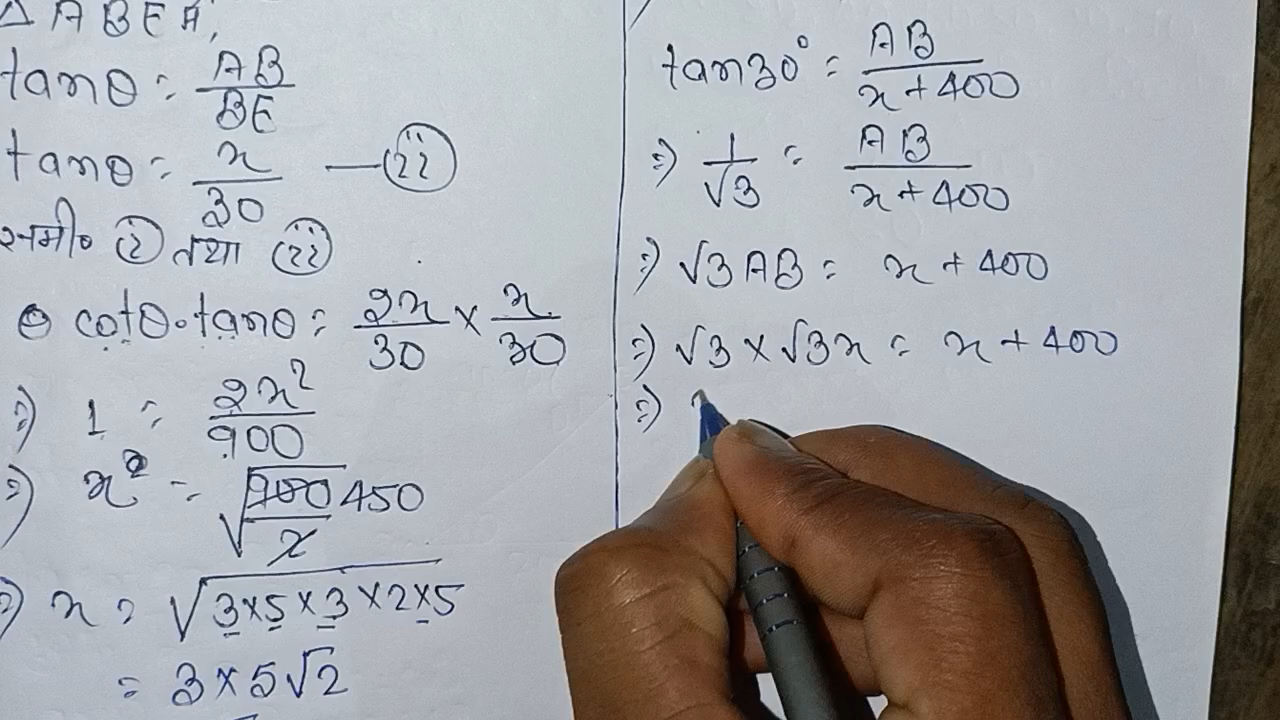 △ABEA,
tanθ = AB/BE
tanθ = x/30 —(ii)
समी० (i) तथा (ii)
θ cotθ.tanθ = 2x/30 × x/30
⇒) 1 = 2x²/900
⇒) x² = √900/2 450
⇒) x = √3×5×3×2×5
= 3×5√2
tan30° = AB/x+400
⇒) 1/√3 = AB/x+400
⇒) √3AB = x+400
⇒) √3×√3x = x+400
⇒)